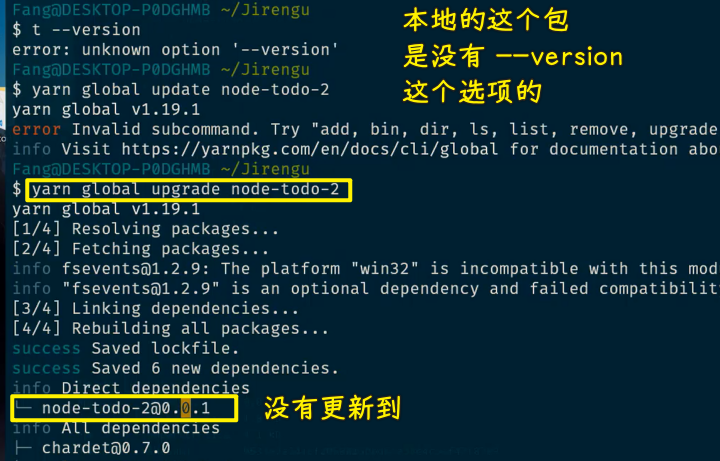 Fang@DESKTOP-P0DGHMB ~/Jirengu
$ t --version
error: unknown option '--version'
Fang@DESKTOP-P0DGHMB ~/Jirengu
$ yarn global update node-todo-2
yarn global v1.19.1
error Invalid subcommand. Try "add, bin, dir, ls, list, remove, upgrade
info Visit https://yarnpkg.com/en/docs/cli/global for documentation abo
Fang@DESKTOP-P0DGHMB ~/Jirengu
$ yarn global upgrade node-todo-2
yarn global v1.19.1
[1/4] Resolving packages...
[2/4] Fetching packages...
info fsevents@1.2.9: The platform "win32" is incompatible with this mod
info "fsevents@1.2.9" is an optional dependency and failed compatibilit
[3/4] Linking dependencies...
[4/4] Rebuilding all packages...
success Saved lockfile.
success Saved 6 new dependencies.
info Direct dependencies
└─ node-todo-2@0.0.1
info All dependencies
├─ chardet@0.7.0
本地的这个包
是没有 --version
这个选项的
没有更新到